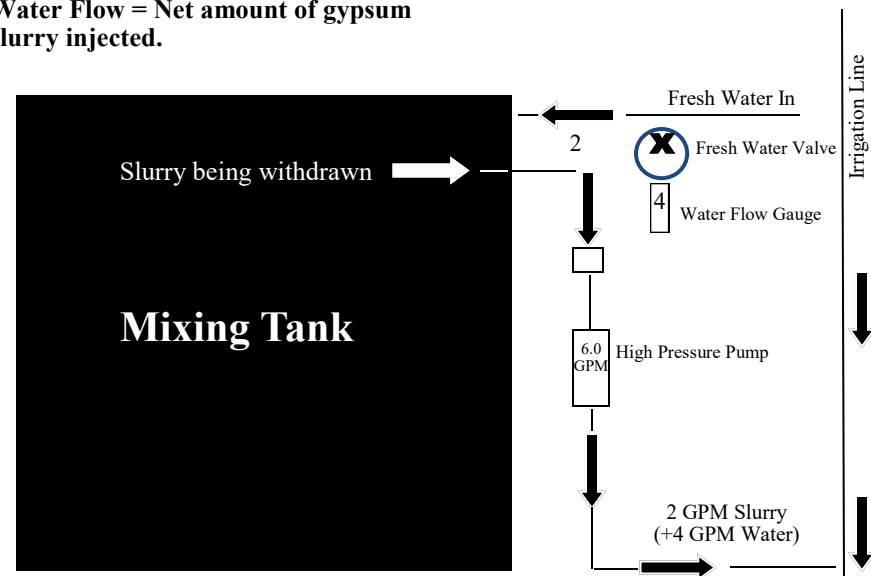 Water Flow = Net amount of gypsum
lurry injected.
Fresh Water In
2
Slurry being withdrawn
Fresh Water Valve
X
4
Water Flow Gauge
Irrigation Line
Mixing Tank
6.0
GPM
High Pressure Pump
2 GPM Slurry
(+4 GPM Water)